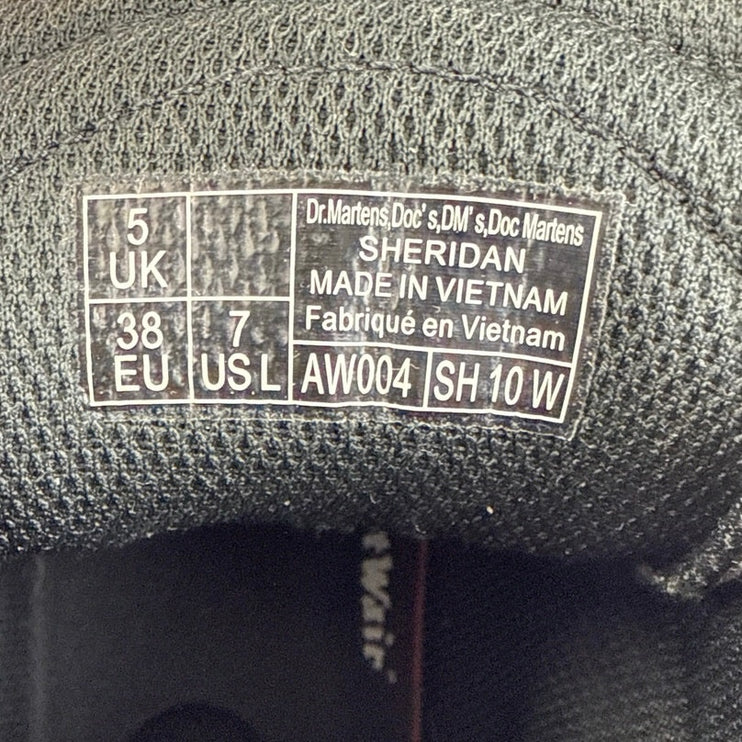 5
UK
38
EU
7
US L
Dr.Martens,Doc's,DM's,Doc Martens
SHERIDAN
MADE IN VIETNAM
Fabriqué en Vietnam
AW004
SH 10 W
Wair